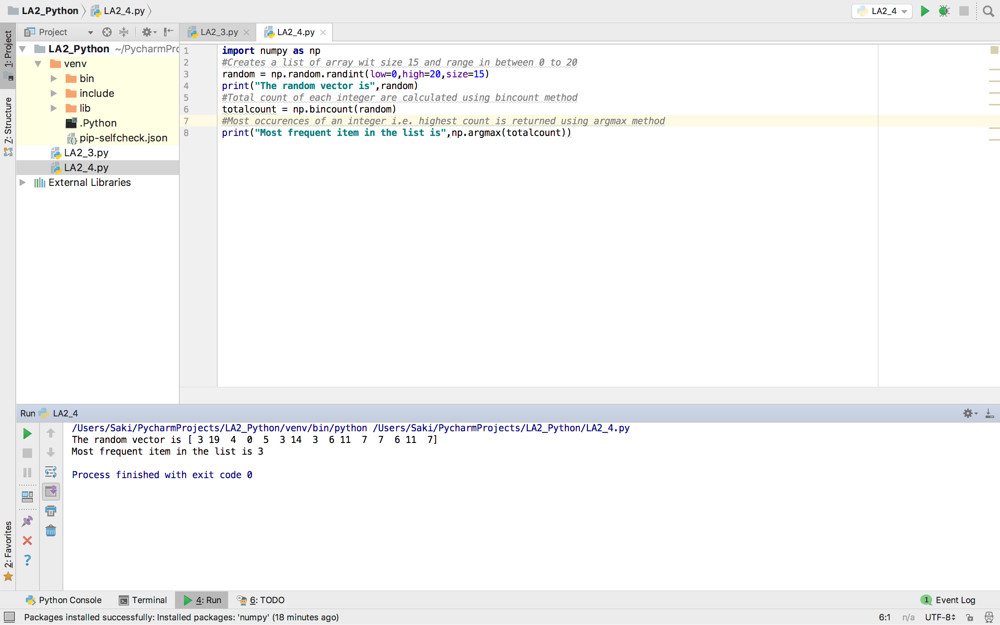 LA2_Python LA2_4.py
LA2_4
1: Project
7: Structure
2: Favorites
Project
LA2_Python ~/PycharmPro
venv
bin
include
lib
.Python
pip-selfcheck.json
LA2_3.py
LA2_4.py
External Libraries
LA2_3.py LA2_4.py
1 import numpy as np
2 #Creates a list of array wit size 15 and range in between 0 to 20
3 random = np.random.randint(low=0,high=20,size=15)
4 print("The random vector is",random)
5 #Total count of each integer are calculated using bincount method
6 totalcount = np.bincount(random)
7 #Most occurences of an integer i.e. highest count is returned using argmax method
8 print("Most frequent item in the list is",np.argmax(totalcount))
Run LA2_4
/Users/Saki/PycharmProjects/LA2_Python/venv/bin/python /Users/Saki/PycharmProjects/LA2_Python/LA2_4.py
The random vector is [ 3 19  4  0  5  3 14  3  6 11  7  7  6 11  7]
Most frequent item in the list is 3
Process finished with exit code 0
Python Console Terminal 4: Run 6: TODO 1 Event Log
Packages installed successfully: Installed packages: 'numpy' (18 minutes ago) 6:1 n/a UTF-8